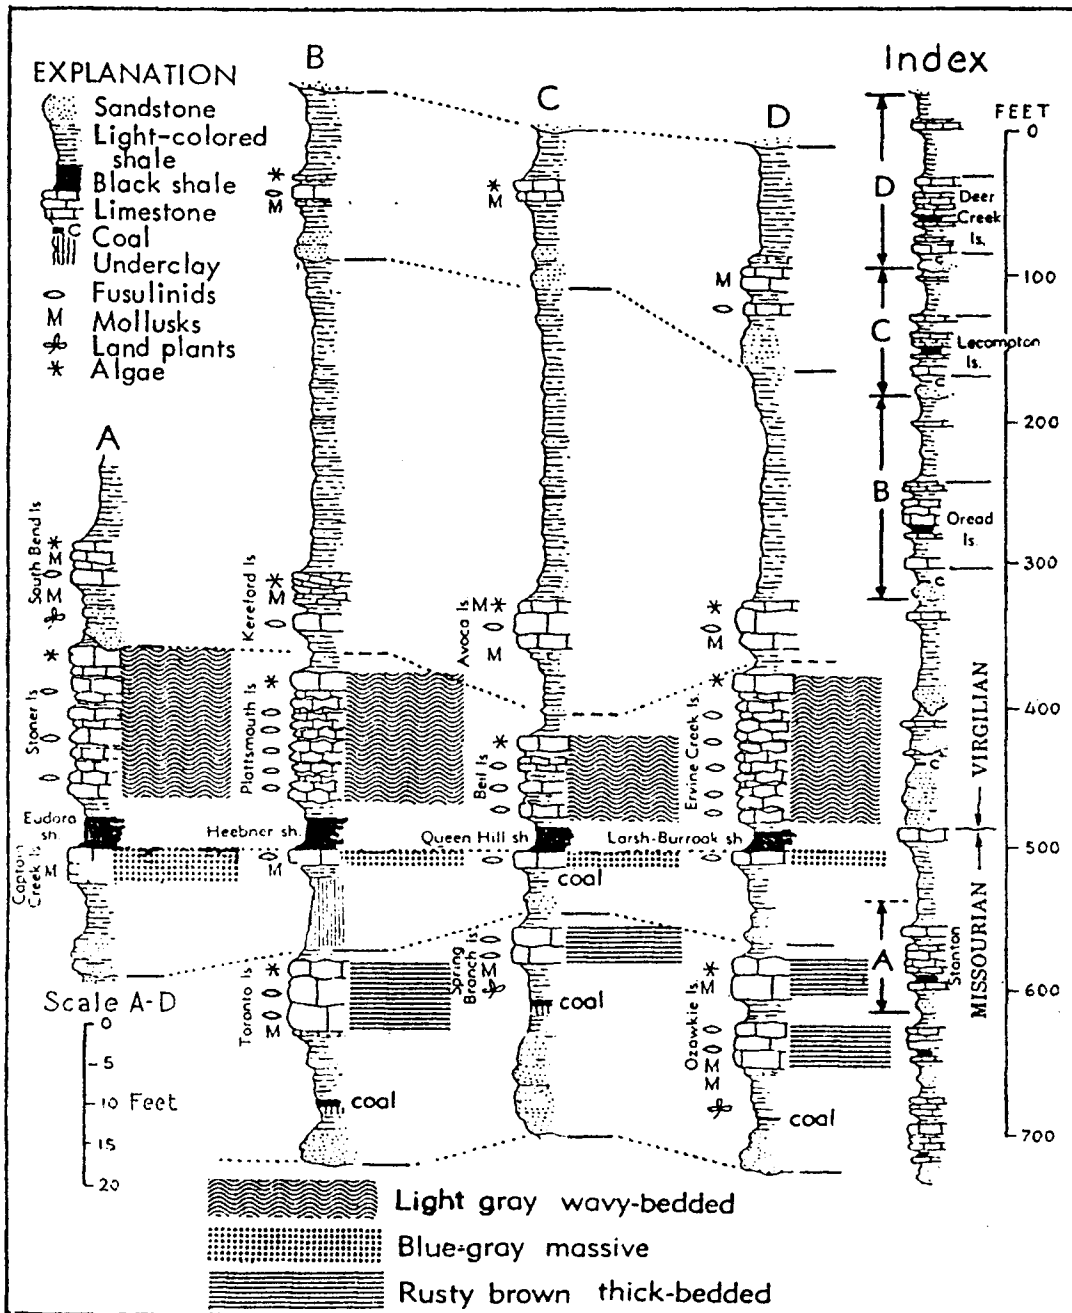 EXPLANATION
Sandstone
Light-colored
shale
Black shale
Limestone
C Coal
Underclay
Fusulinids
M Mollusks
Land plants
* Algae
A
South Bend ls
* M M
*
Stoner ls
Eudora
sh.
Captain
Creek ls
M
Scale A-D
0
5
10 Feet
15
20
B
*
M
Kereford ls
*
M
Plattsmouth ls
*
Heebner sh.
M
Toronto ls
*
M
coal
C
*
M
Avoca ls
M *
M
Beil ls
*
Queen Hill sh
coal
Spring
Branch ls
M
coal
D
M
*
M
Ervine Creek ls.
*
Larsh-Burroak sh
Ozawkie ls.
*
M
M
M
coal
Index
FEET
0
100
200
300
400
500
600
700
D
Deer
Creek
ls.
C
C
Lecompton
ls.
C
B
Oread
ls.
C
C
VIRGILIAN
MISSOURIAN
A
Stanton
Light gray wavy-bedded
Blue-gray massive
Rusty brown thick-bedded